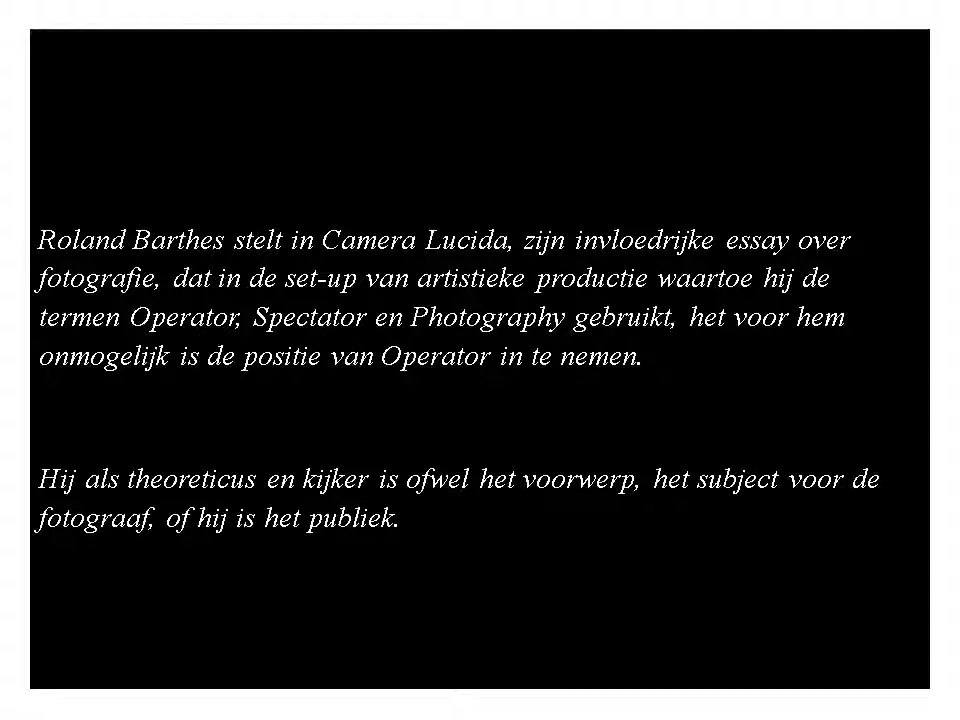 Roland Barthes stelt in Camera Lucida, zijn invloedrijke essay over
fotografie, dat in de set-up van artistieke productie waartoe hij de
termen Operator, Spectator en Photography gebruikt, het voor hem
onmogelijk is de positie van Operator in te nemen.
Hij als theoreticus en kijker is ofwel het voorwerp, het subject voor de
fotograaf, of hij is het publiek.